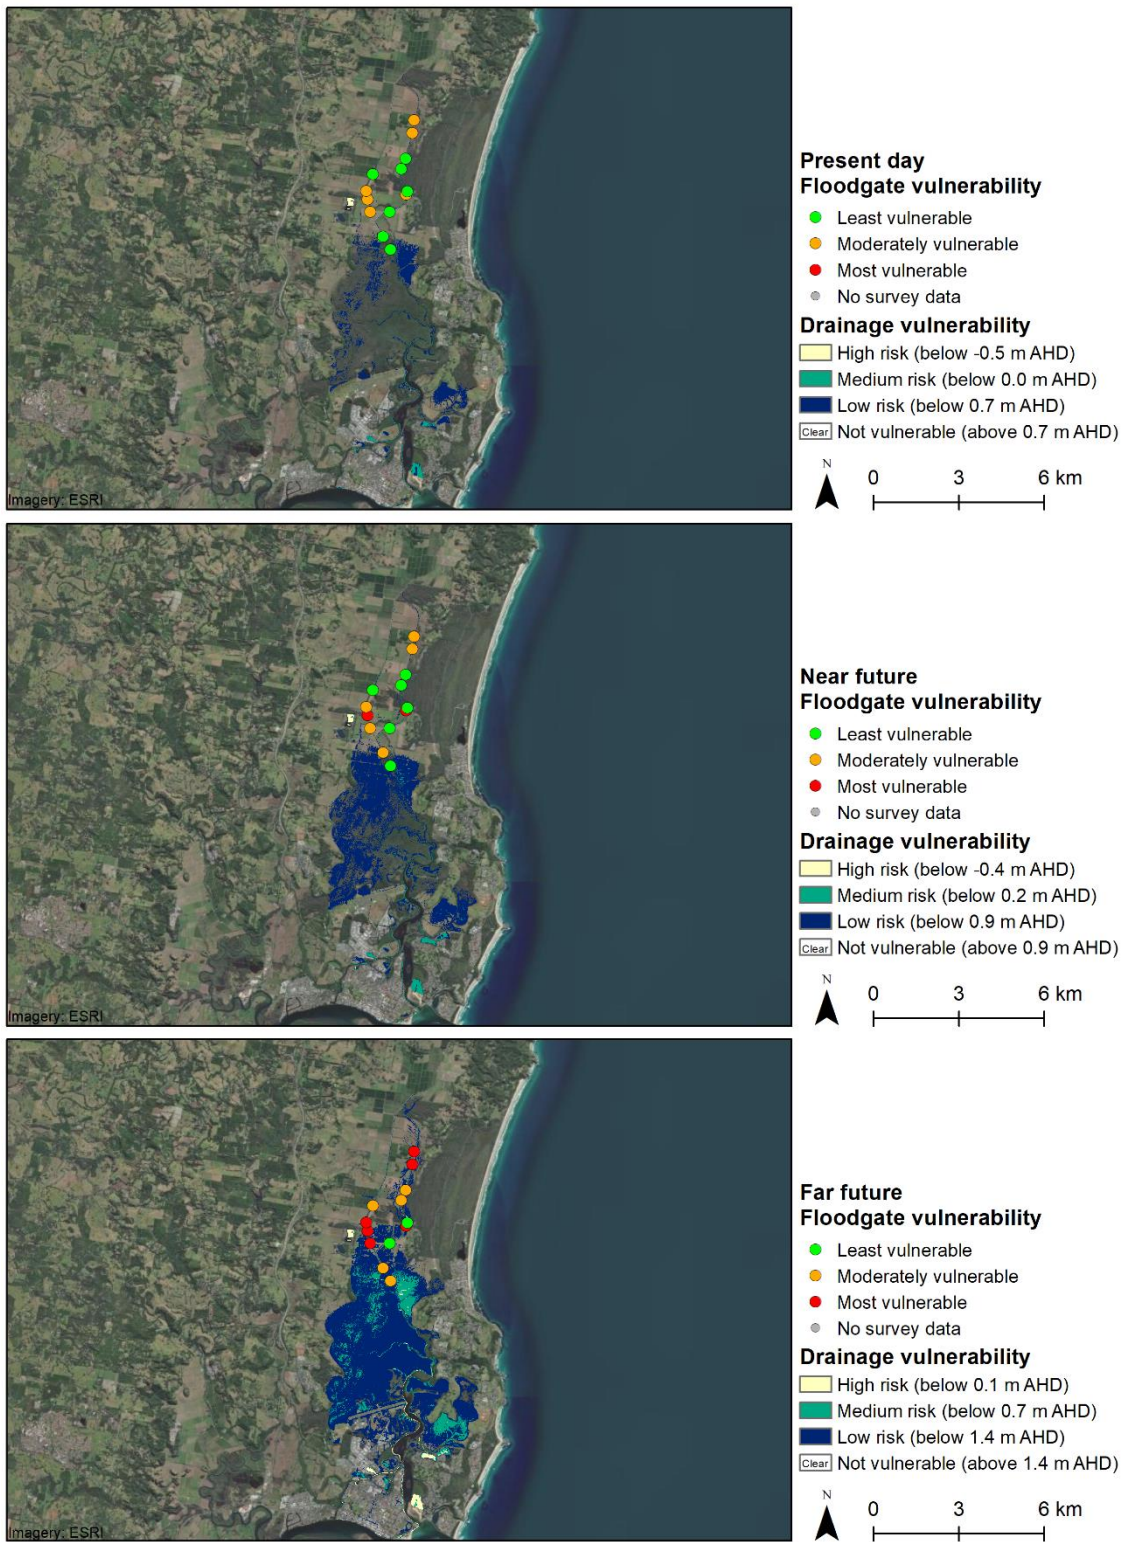 Present day
Floodgate vulnerability
Least vulnerable
Moderately vulnerable
Most vulnerable
No survey data
Drainage vulnerability
High risk (below -0.5 m AHD)
Medium risk (below 0.0 m AHD)
Low risk (below 0.7 m AHD)
Clear Not vulnerable (above 0.7 m AHD)
N
0 3 6 km
Imagery: ESRI
Near future
Floodgate vulnerability
Least vulnerable
Moderately vulnerable
Most vulnerable
No survey data
Drainage vulnerability
High risk (below -0.4 m AHD)
Medium risk (below 0.2 m AHD)
Low risk (below 0.9 m AHD)
Clear Not vulnerable (above 0.9 m AHD)
N
0 3 6 km
Imagery: ESRI
Far future
Floodgate vulnerability
Least vulnerable
Moderately vulnerable
Most vulnerable
No survey data
Drainage vulnerability
High risk (below 0.1 m AHD)
Medium risk (below 0.7 m AHD)
Low risk (below 1.4 m AHD)
Clear Not vulnerable (above 1.4 m AHD)
N
0 3 6 km
Imagery: ESRI